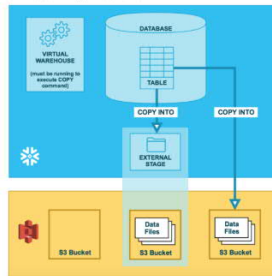 DATABASE
VIRTUAL
WAREHOUSE
(must be running to
execute COPY
command)
TABLE
COPY INTO
COPY INTO
EXTERNAL
STAGE
S3 Bucket
Data
Files
S3 Bucket
Data
Files
S3 Bucket